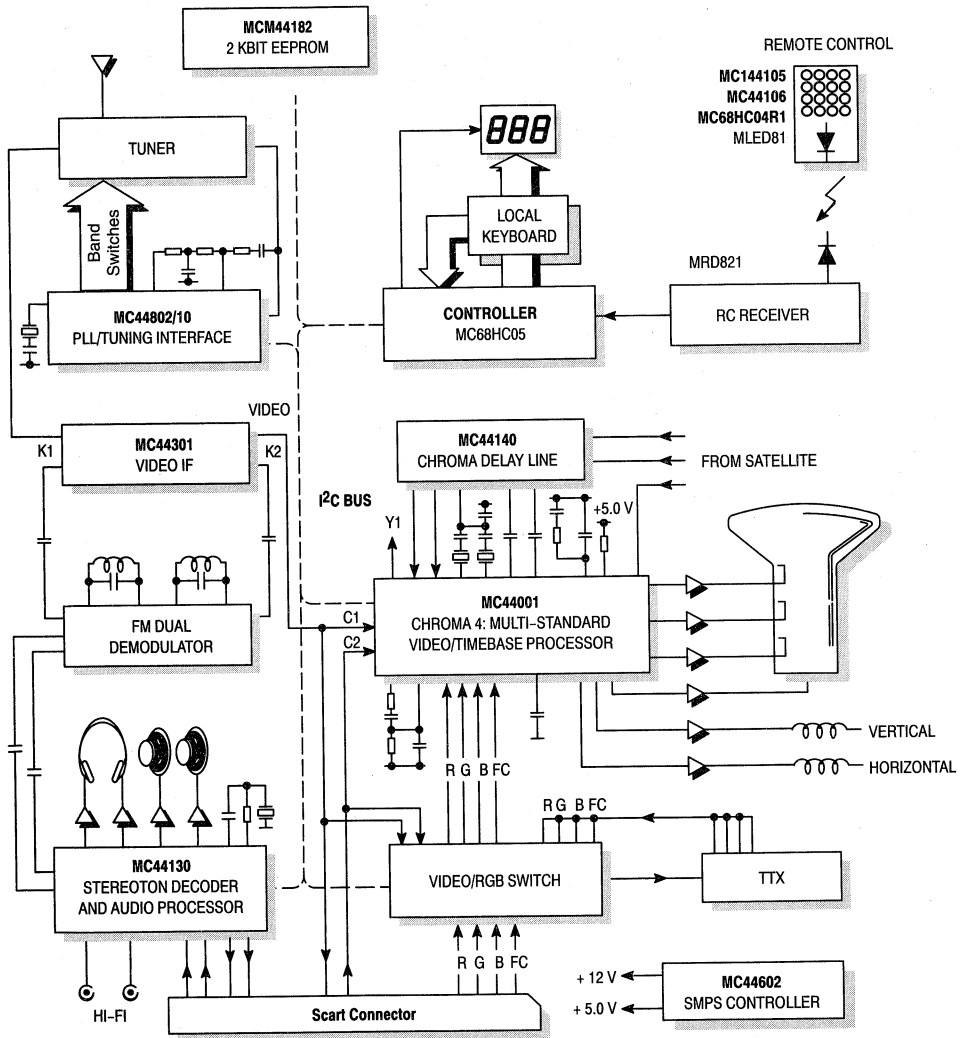 MCM44182
2 KBIT EEPROM
REMOTE CONTROL
MC144105
MC44106
MC68HC04R1
MLED81
888
TUNER
Band
Switches
LOCAL
KEYBOARD
MRD821
MC44802/10
PLL/TUNING INTERFACE
CONTROLLER
MC68HC05
RC RECEIVER
VIDEO
K1
MC44301
VIDEO IF
K2
MC44140
CHROMA DELAY LINE
FROM SATELLITE
I2C BUS
Y1
+5.0 V
MC44001
CHROMA 4: MULTI–STANDARD
VIDEO/TIMEBASE PROCESSOR
C1
C2
FM DUAL
DEMODULATOR
VERTICAL
HORIZONTAL
R G B FC
R G B FC
MC44130
STEREOTON DECODER
AND AUDIO PROCESSOR
VIDEO/RGB SWITCH
TTX
R G B FC
HI–FI
Scart Connector
+ 12 V
+ 5.0 V
MC44602
SMPS CONTROLLER